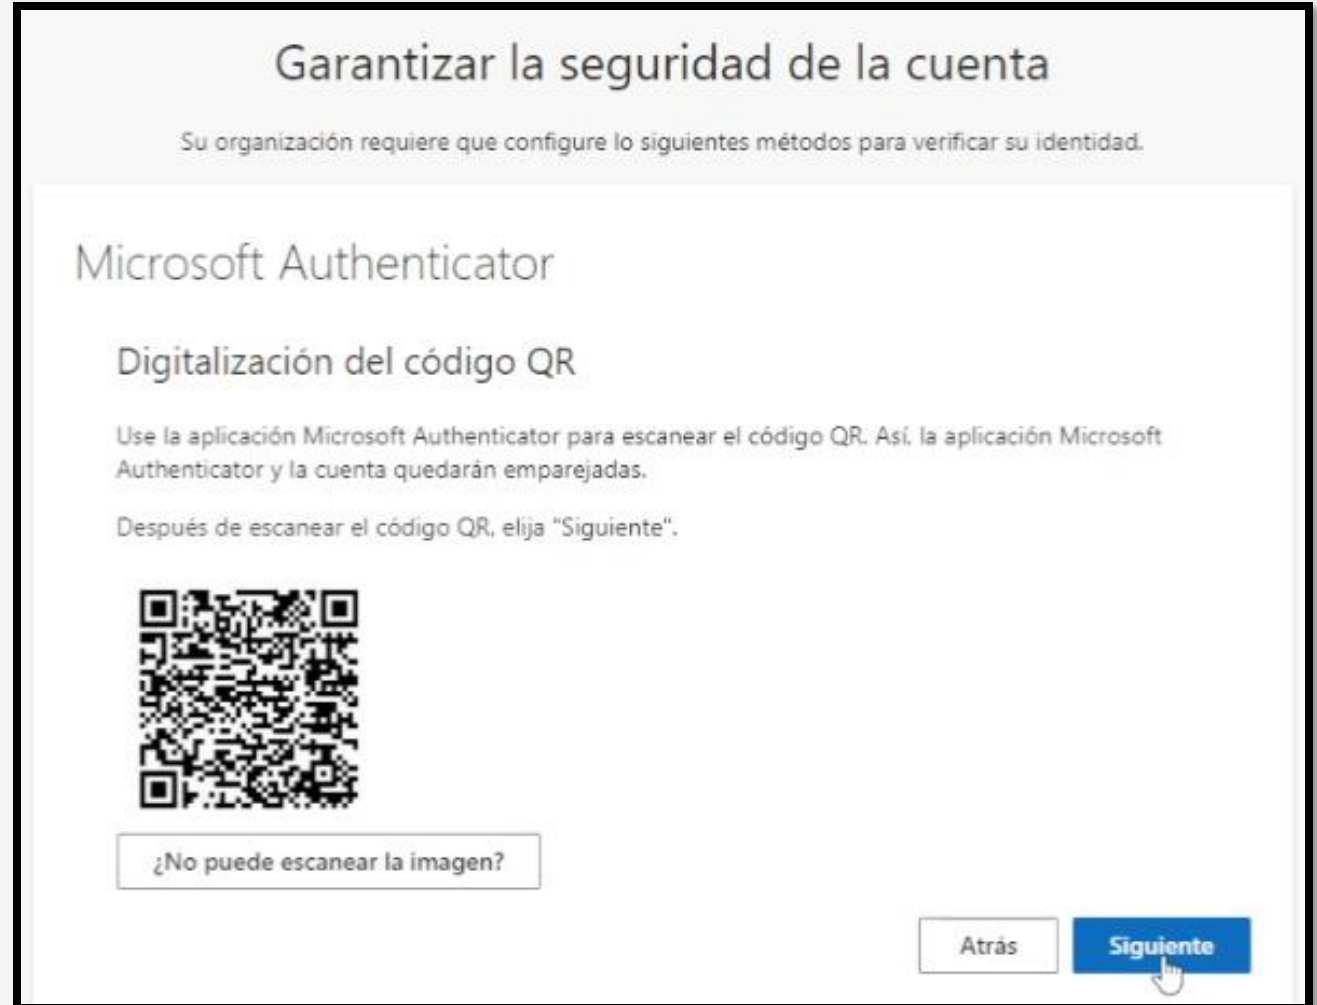 Garantizar la seguridad de la cuenta
Su organización requiere que configure lo siguientes métodos para verificar su identidad.
Microsoft Authenticator
Digitalización del código QR
Use la aplicación Microsoft Authenticator para escanear el código QR. Así, la aplicación Microsoft
Authenticator y la cuenta quedarán emparejadas.
Después de escanear el código QR, elija "Siguiente".
¿No puede escanear la imagen?
Atrás
Siguiente